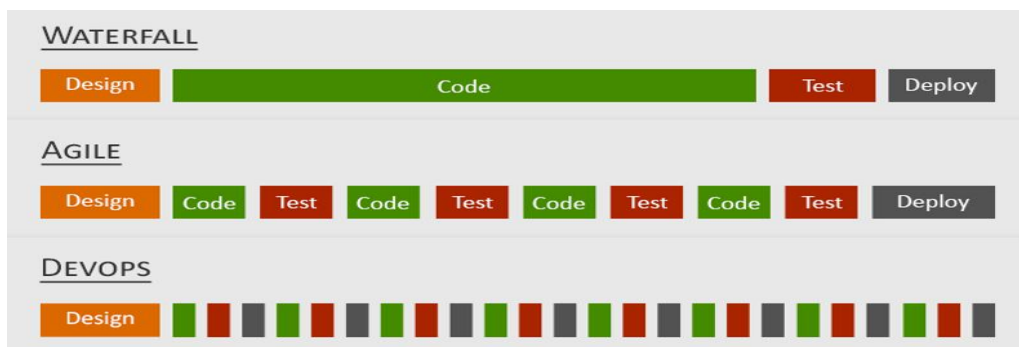 WATERFALL
Design Code Test Deploy
AGILE
Design Code Test Code Test Code Test Code Test Deploy
DEVOPS
Design